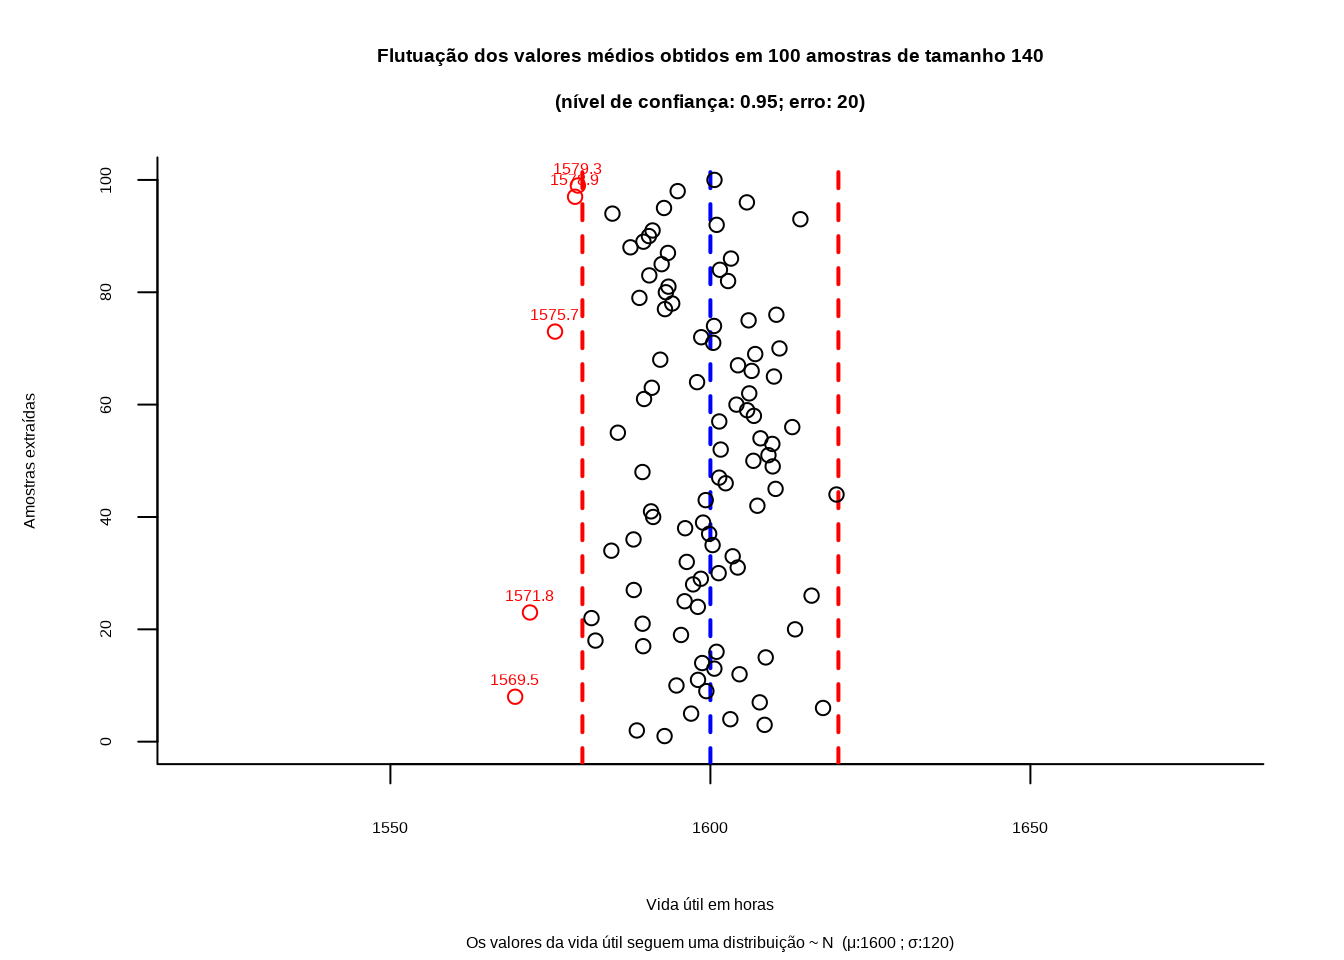 Flutuação dos valores médios obtidos em 100 amostras de tamanho 140
(nível de confiança: 0.95; erro: 20)
1579.3
1578.9
1575.7
1571.8
1569.5
100
80
60
40
20
0
Amostras extraídas
1550
1600
1650
Vida útil em horas
Os valores da vida útil seguem uma distribuição ~ N  (μ:1600 ; σ:120)